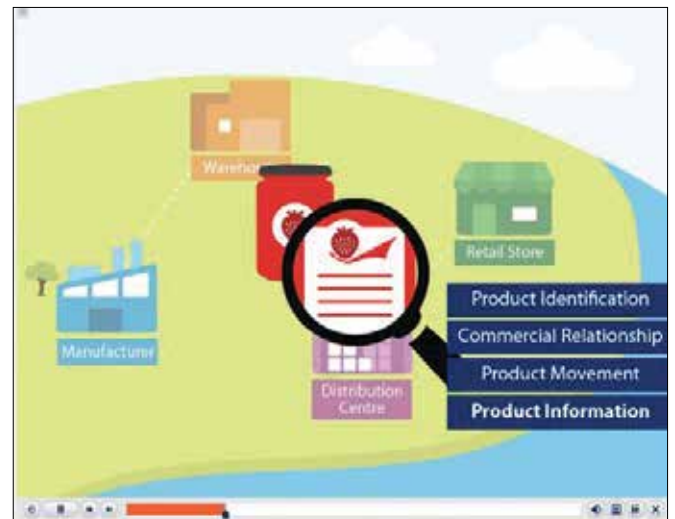 Retail Store
Manufacturer
Distribution
Centre
Product Identification
Commercial Relationship
Product Movement
Product Information